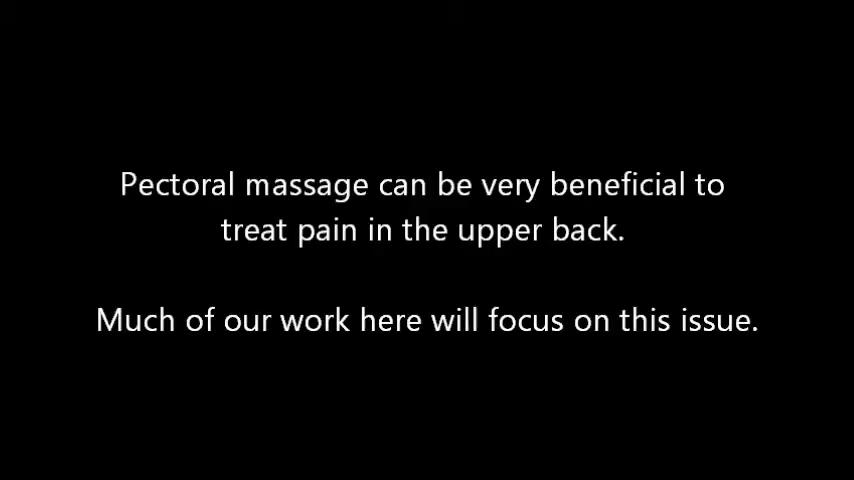 Pectoral massage can be very beneficial to
treat pain in the upper back.
Much of our work here will focus on this issue.